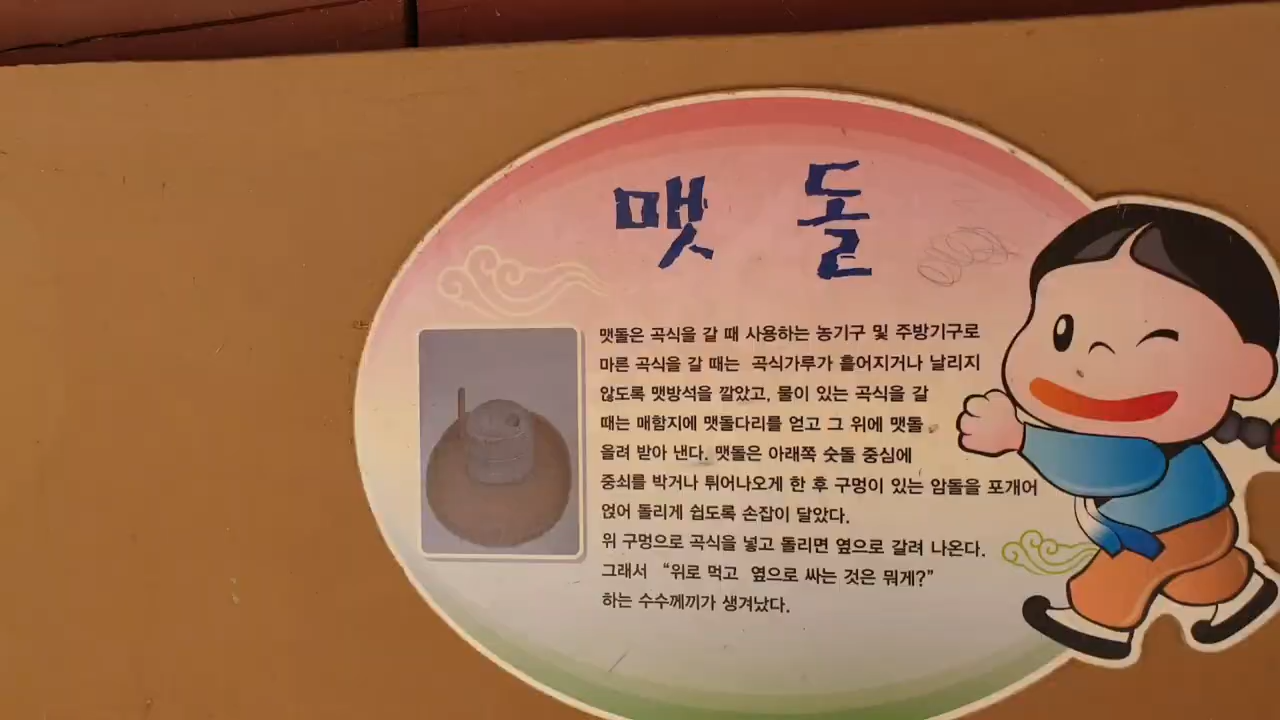 맷 돌
맷돌은 곡식을 갈 때 사용하는 농기구 및 주방기구로
마른 곡식을 갈 때는 곡식가루가 흩어지거나 날리지
않도록 맷방석을 깔았고, 물이 있는 곡식을 갈
때는 매함지에 맷돌다리를 얻고 그 위에 맷돌
올려 받아 낸다. 맷돌은 아래쪽 숫돌 중심에
중쇠를 박거나 튀어나오게 한 후 구멍이 있는 암돌을 포개어
얹어 돌리게 쉽도록 손잡이 달았다.
위 구멍으로 곡식을 넣고 돌리면 옆으로 갈려 나온다.
그래서 “위로 먹고 옆으로 싸는 것은 뭐게?”
하는 수수께끼가 생겨났다.